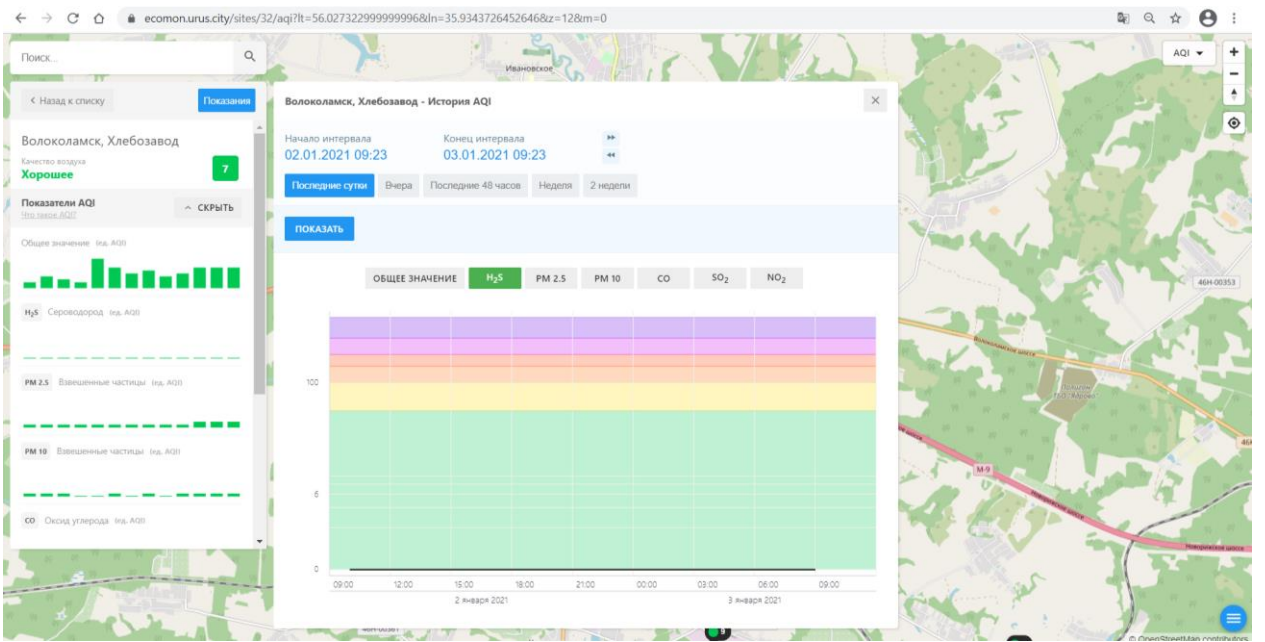 ecomon.urus.city/sites/32/aqi?lt=56.027322999999996&ln=35.9343726452646&z=12&m=0
Поиск...
AQI
Ивановское
Назад к списку
Показания
Волоколамск, Хлебозавод
Качество воздуха
Хорошее
7
Показатели AQI
Что такое AQI?
СКРЫТЬ
Общее значение (ед. AQI)
H₂S Сероводород (ед. AQI)
PM 2.5 Взвешенные частицы (ед. AQI)
PM 10 Взвешенные частицы (ед. AQI)
CO Оксид углерода (ед. AQI)
Волоколамск, Хлебозавод - История AQI
Начало интервала
Конец интервала
02.01.2021 09:23
03.01.2021 09:23
Последние сутки
Вчера
Последние 48 часов
Неделя
2 недели
ПОКАЗАТЬ
ОБЩЕЕ ЗНАЧЕНИЕ
H₂S
PM 2.5
PM 10
CO
SO₂
NO₂
100
6
0
09:00 12:00 15:00 18:00 21:00 00:00 03:00 06:00 09:00
2 января 2021
3 января 2021
46Н-00353
Волоколамское шоссе
М-9
Новорижское шоссе
Новорижское шоссе
9
© OpenStreetMap contributors